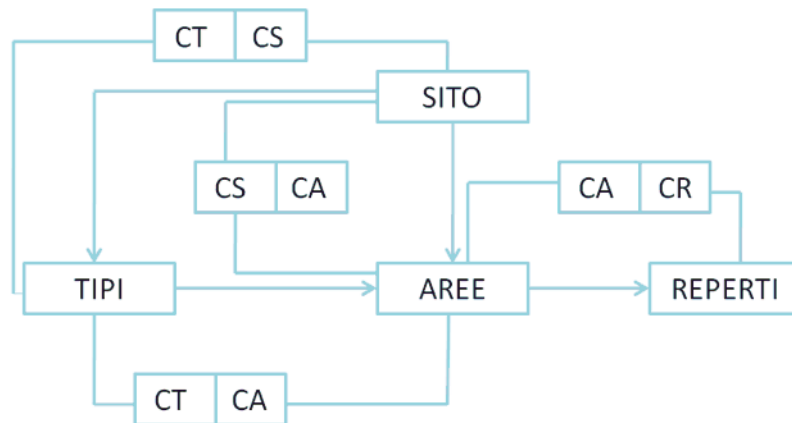 CT CS
SITO
CS CA
CA CR
TIPI
AREE
REPERTI
CT CA